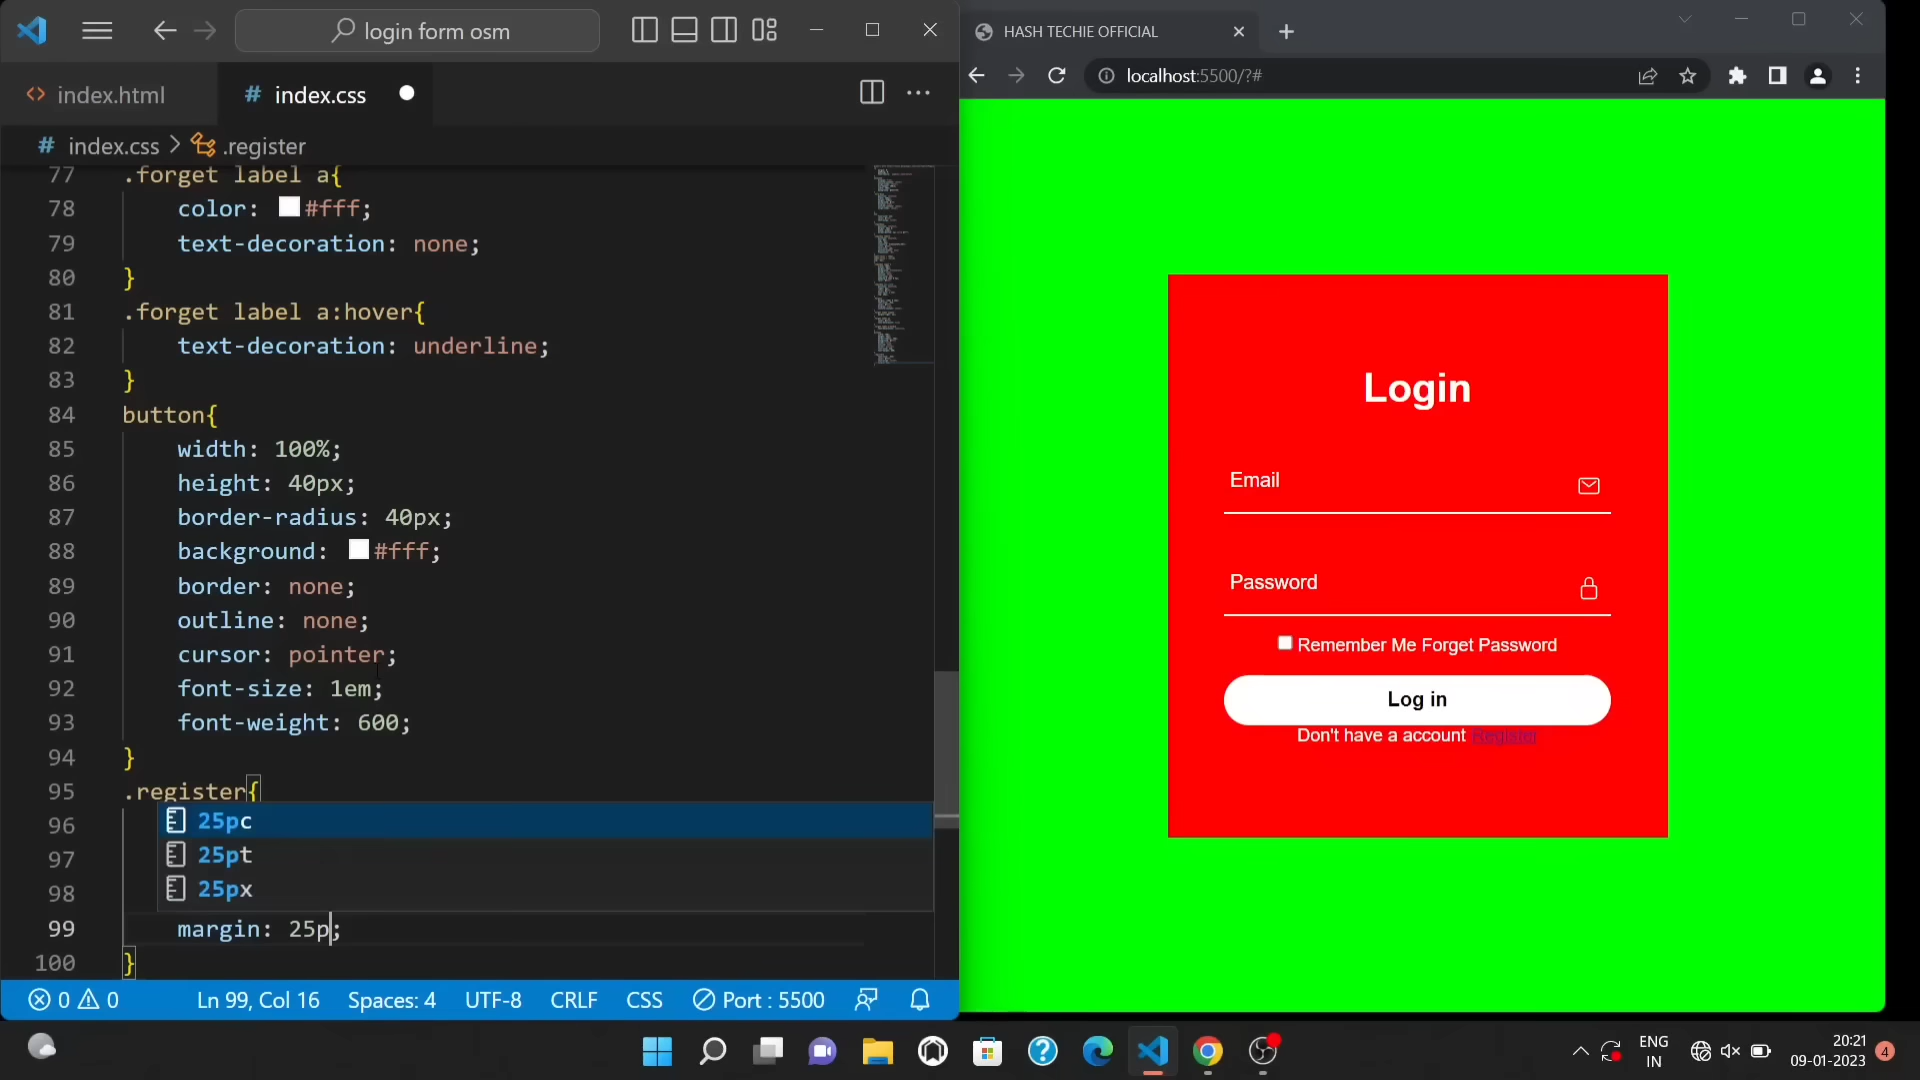 login form osm
index.html
# index.css
# index.css > .register
77 .forget label a{
78 color: #fff;
79 text-decoration: none;
80 }
81 .forget label a:hover{
82 text-decoration: underline;
83 }
84 button{
85 width: 100%;
86 height: 40px;
87 border-radius: 40px;
88 background: #fff;
89 border: none;
90 outline: none;
91 cursor: pointer;
92 font-size: 1em;
93 font-weight: 600;
94 }
95 .register{
96
97
98
25pc
25pt
25px
99 margin: 25p;
100 }
0 0 Ln 99, Col 16 Spaces: 4 UTF-8 CRLF CSS Port : 5500
HASH TECHIE OFFICIAL
localhost:5500/?#
Login
Email
Password
Remember Me Forget Password
Log in
Don't have a account Register
ENG
IN
20:21
09-01-2023
4